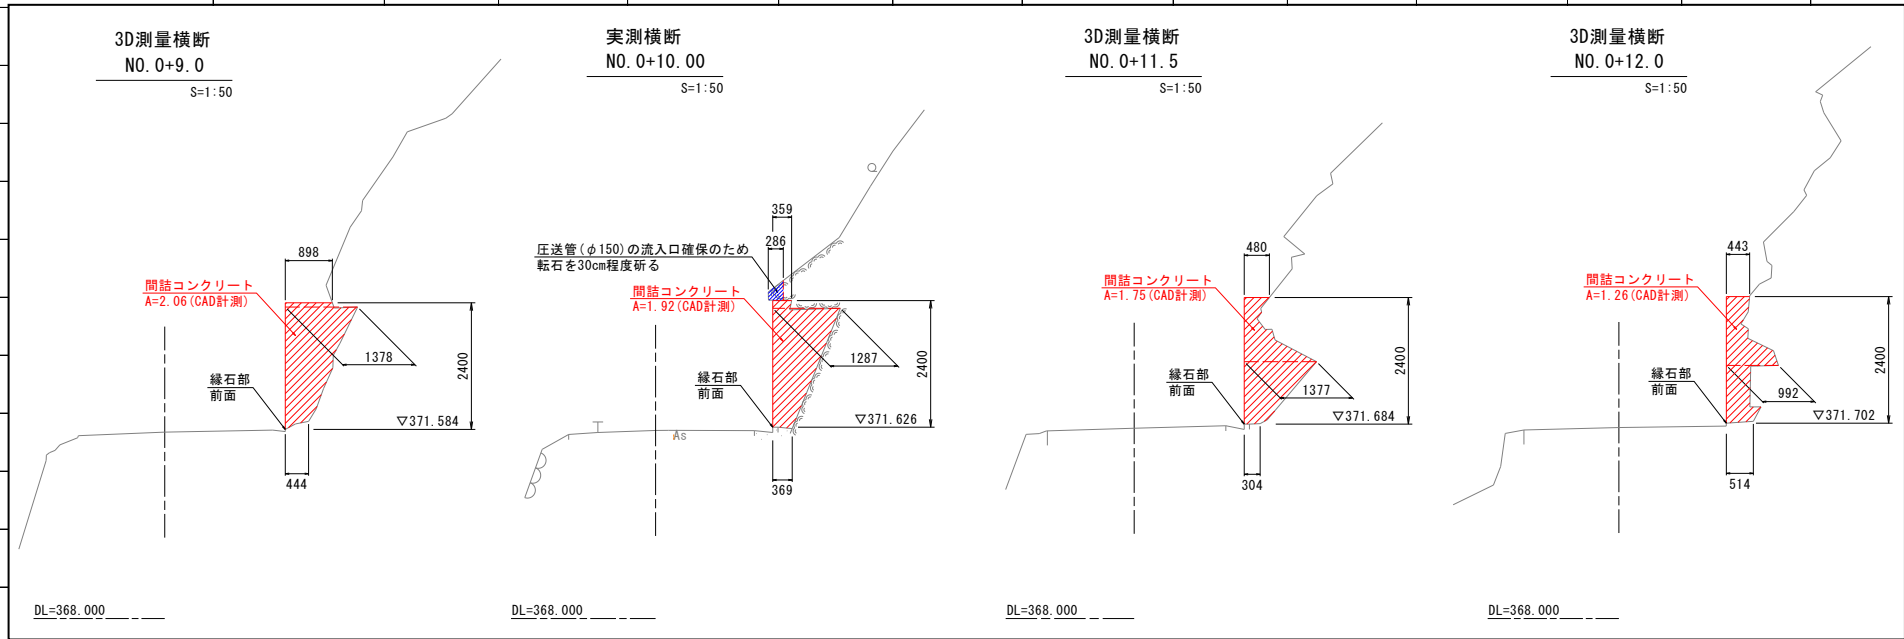 3D測量横断
NO.0+9.0
S=1:50
898
間詰コンクリート
A=2.06(CAD計測)
1378
2400
縁石部
前面
▽371.584
444
DL=368.000
実測横断
NO.0+10.00
S=1:50
359
286
圧送管(φ150)の流入口確保のため
転石を30cm程度斫る
間詰コンクリート
A=1.92(CAD計測)
1287
2400
縁石部
前面
▽371.626
As
369
DL=368.000
3D測量横断
NO.0+11.5
S=1:50
480
間詰コンクリート
A=1.75(CAD計測)
1377
2400
縁石部
前面
▽371.684
304
DL=368.000
3D測量横断
NO.0+12.0
S=1:50
443
間詰コンクリート
A=1.26(CAD計測)
992
2400
縁石部
前面
▽371.702
514
DL=368.000